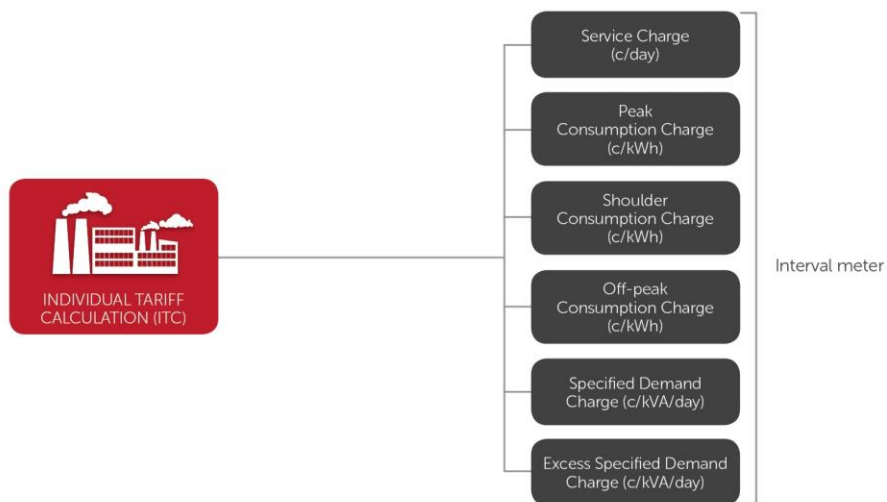 INDIVIDUAL TARIFF
CALCULATION (ITC)
Service Charge
(c/day)
Peak
Consumption Charge
(c/kWh)
Shoulder
Consumption Charge
(c/kWh)
Off-peak
Consumption Charge
(c/kWh)
Specified Demand
Charge (c/kVA/day)
Excess Specified Demand
Charge (c/kVA/day)
Interval meter